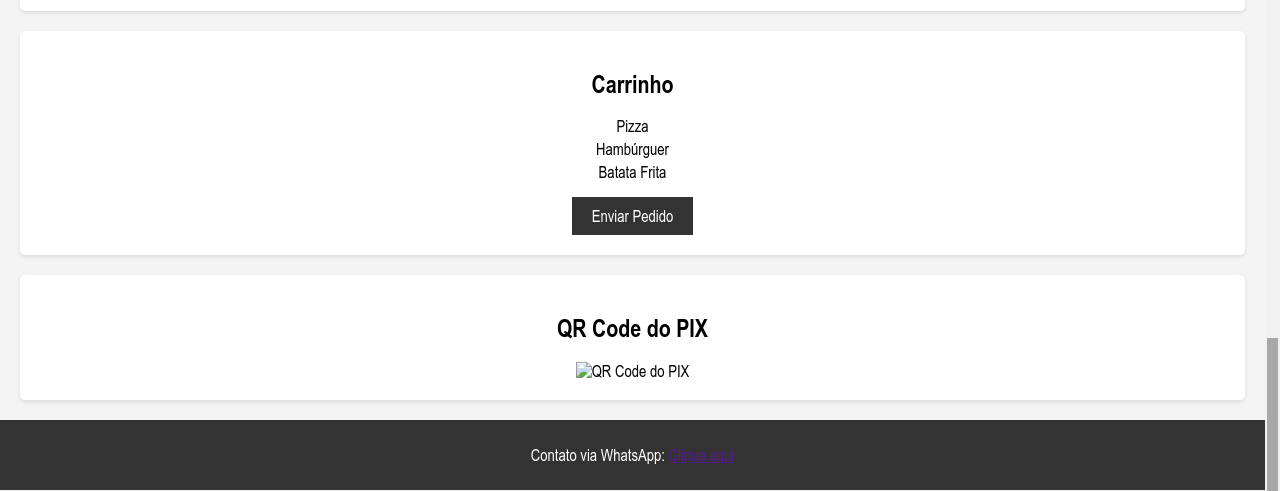 Carrinho
Pizza
Hambúrguer
Batata Frita
Enviar Pedido
QR Code do PIX
QR Code do PIX
Contato via WhatsApp: Clique aqui